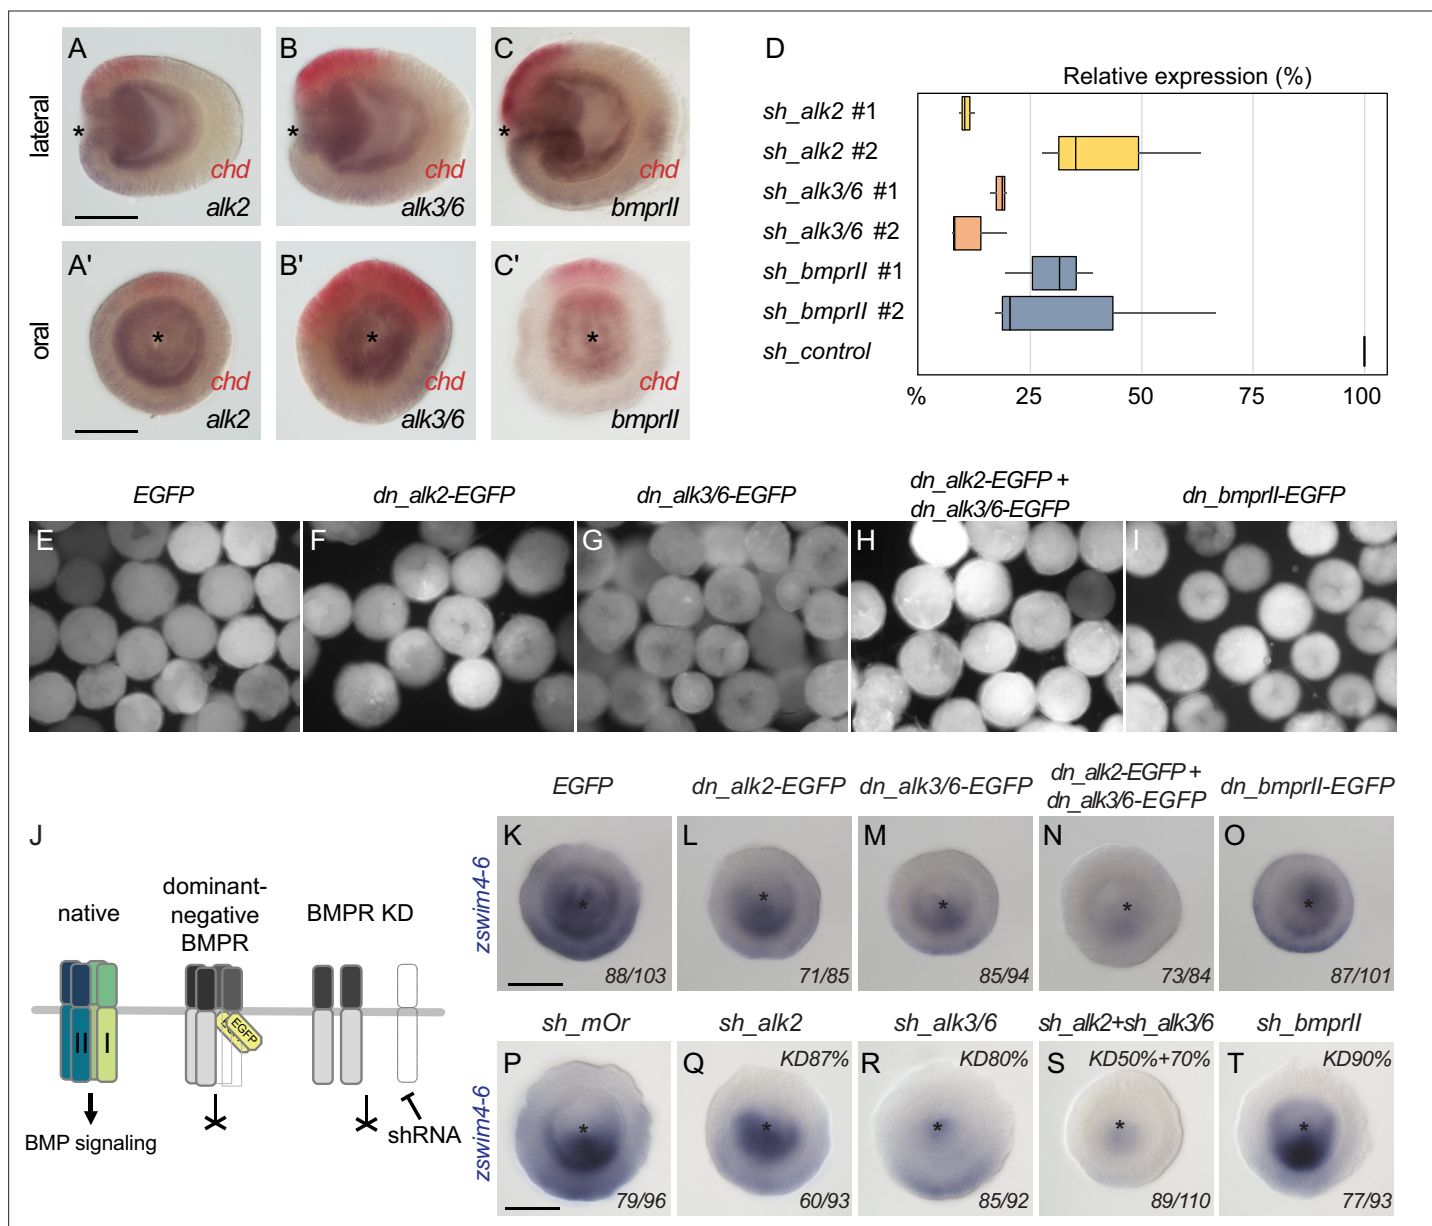 A
B
C
lateral
*
*
*
chd
alk2
chd
alk3/6
chd
bmprII
A'
B'
C'
oral
*
*
*
chd
alk2
chd
alk3/6
chd
bmprII
D
Relative expression (%)
sh_alk2 #1
sh_alk2 #2
sh_alk3/6 #1
sh_alk3/6 #2
sh_bmprII #1
sh_bmprII #2
sh_control
% 25 50 75 100
EGFP
dn_alk2-EGFP
dn_alk3/6-EGFP
dn_alk2-EGFP +
dn_alk3/6-EGFP
dn_bmprII-EGFP
E
F
G
H
I
J
native
dominant-
negative
BMPR
BMPR KD
II
I
EGFP
BMP signaling
shRNA
EGFP
dn_alk2-EGFP
dn_alk3/6-EGFP
dn_alk2-EGFP +
dn_alk3/6-EGFP
dn_bmprII-EGFP
zswim4-6
K
*
88/103
L
*
71/85
M
*
85/94
N
*
73/84
O
*
87/101
sh_mOr
sh_alk2
sh_alk3/6
sh_alk2+sh_alk3/6
sh_bmprII
zswim4-6
P
*
79/96
Q
KD87%
*
60/93
R
KD80%
*
85/92
S
KD50%+70%
*
89/110
T
KD90%
*
77/93